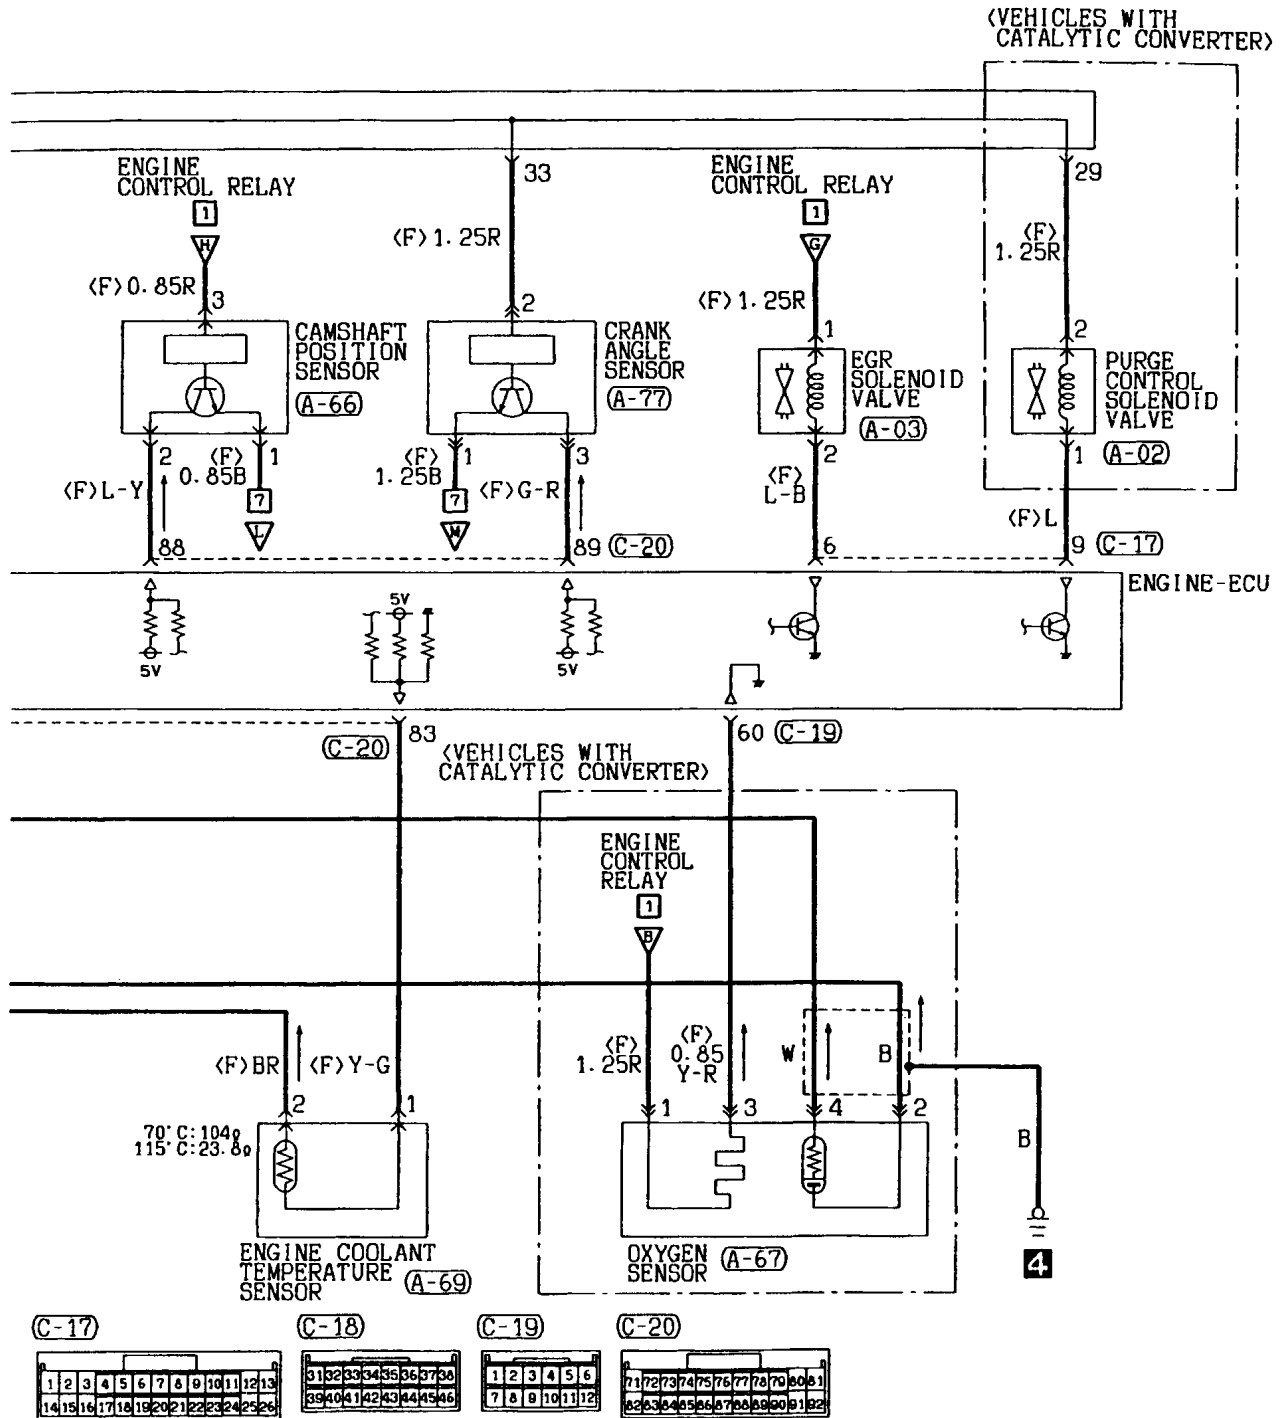 <VEHICLES WITH
CATALYTIC CONVERTER>
ENGINE
CONTROL RELAY
1
H
<F>0.85R
3
33
<F>1.25R
2
ENGINE
CONTROL RELAY
1
G
<F>1.25R
1
29
<F>
1.25R
2
CAMSHAFT
POSITION
SENSOR
A-66
CRANK
ANGLE
SENSOR
A-77
EGR
SOLENOID
VALVE
A-03
PURGE
CONTROL
SOLENOID
VALVE
A-02
2
<F>L-Y
88
<F>
0.85B
1
7
L
<F>
1.25B
1
7
M
3
<F>G-R
89
C-20
2
<F>
L-B
6
1
<F>L
9
C-17
ENGINE-ECU
5V
5V
5V
C-20
83
60
C-19
<VEHICLES WITH
CATALYTIC CONVERTER>
ENGINE
CONTROL
RELAY
1
B
<F>BR
<F>Y-G
2
1
<F>
1.25R
<F>
0.85
Y-R
W
B
1
3
4
2
70°C:104Ω
115°C:23.8Ω
B
ENGINE COOLANT
TEMPERATURE
SENSOR
A-69
OXYGEN
SENSOR
A-67
4
C-17
1 2 3 4 5 6 7 8 9 10 11 12 13
14 15 16 17 18 19 20 21 22 23 24 25 26
C-18
31 32 33 34 35 36 37 38
39 40 41 42 43 44 45 46
C-19
1 2 3 4 5 6
7 8 9 10 11 12
C-20
71 72 73 74 75 76 77 78 79 80 81
82 83 84 85 86 87 88 89 90 91 92